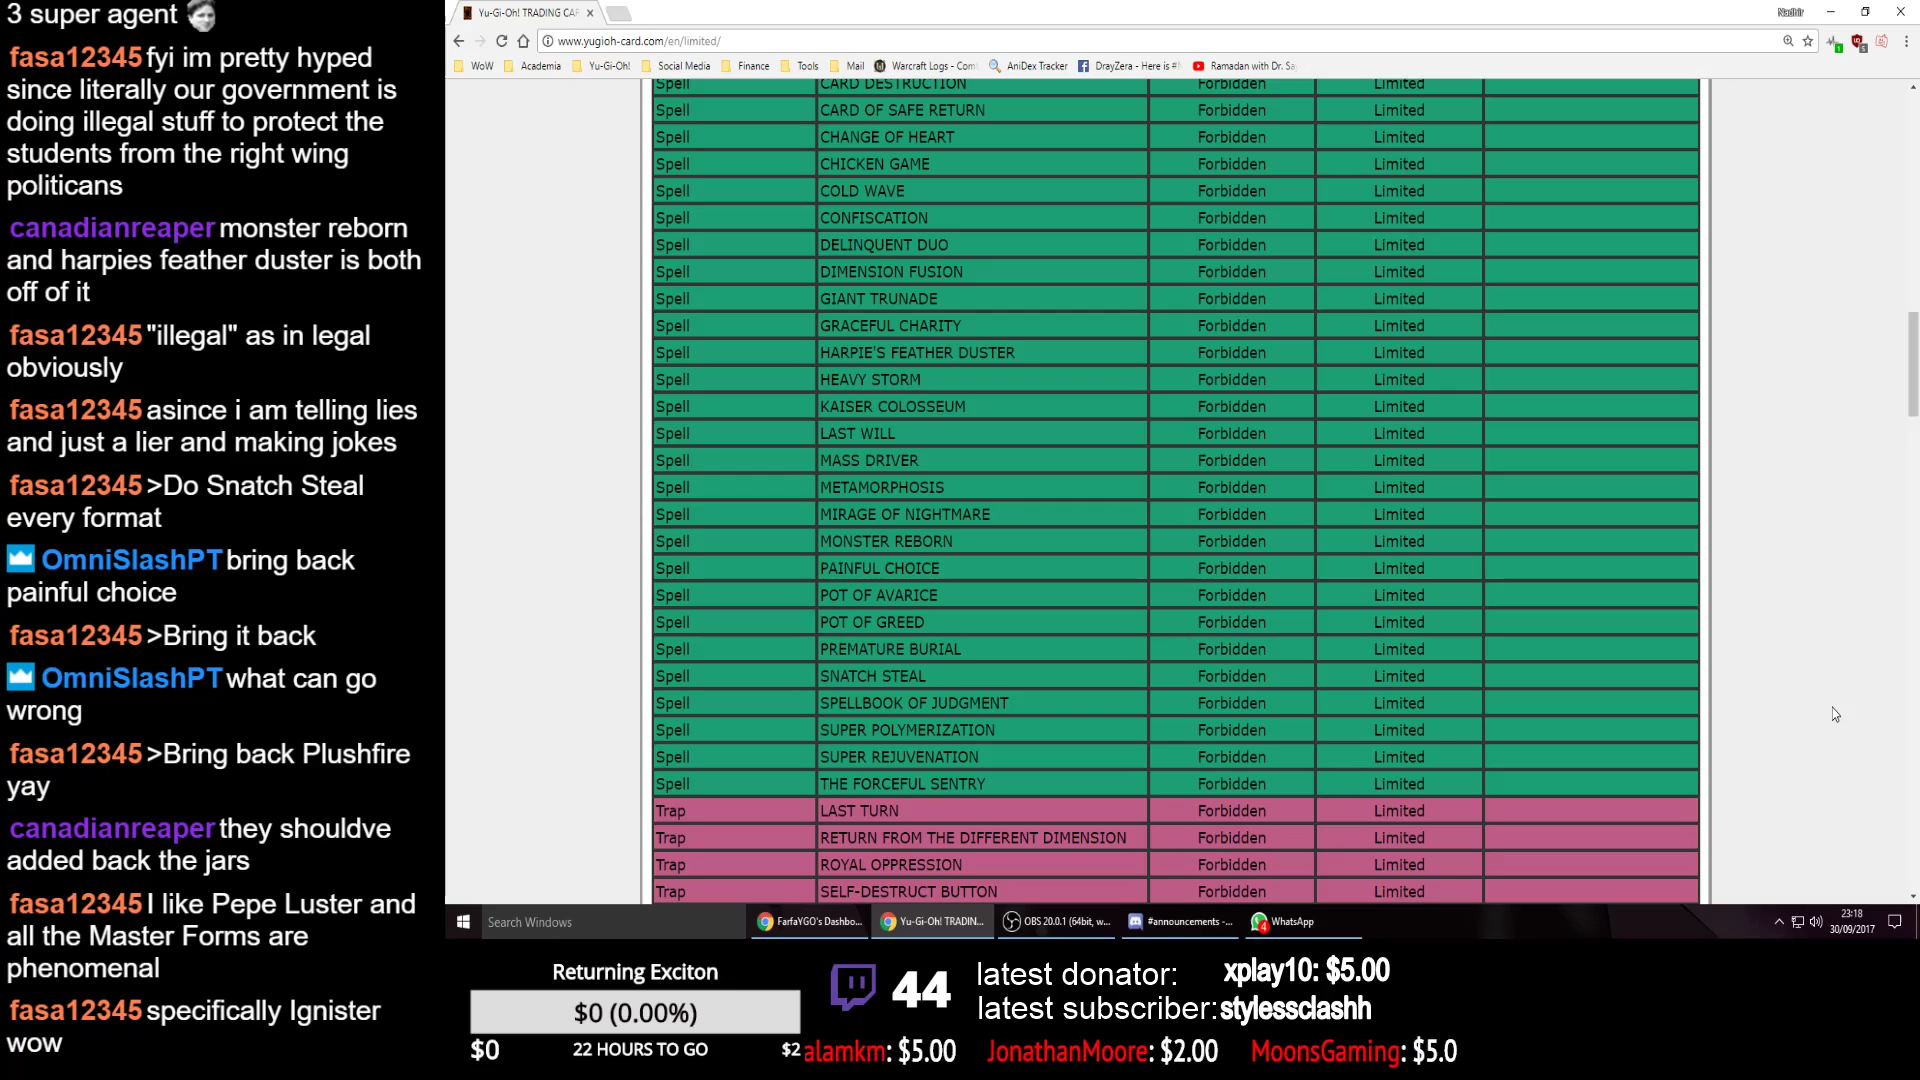 3 super agent
fasa12345 fyi im pretty hyped
since literally our government is
doing illegal stuff to protect the
students from the right wing
politicans
canadianreaper monster reborn
and harpies feather duster is both
off of it
fasa12345 "illegal" as in legal
obviously
fasa12345 asince i am telling lies
and just a lier and making jokes
fasa12345 >Do Snatch Steal
every format
OmniSlashPT bring back
painful choice
fasa12345 >Bring it back
OmniSlashPT what can go
wrong
fasa12345 >Bring back Plushfire
yay
canadianreaper they shouldve
added back the jars
fasa12345 I like Pepe Luster and
all the Master Forms are
phenomenal
fasa12345 specifically Ignister
wow
Yu-Gi-Oh! TRADING CAR
Nadhir
www.yugioh-card.com/en/limited/
WoW Academia Yu-Gi-Oh! Social Media Finance Tools Mail Warcraft Logs - Com AniDex Tracker DrayZera - Here is #N Ramadan with Dr. Sa
Spell CARD DESTRUCTION Forbidden Limited
Spell CARD OF SAFE RETURN Forbidden Limited
Spell CHANGE OF HEART Forbidden Limited
Spell CHICKEN GAME Forbidden Limited
Spell COLD WAVE Forbidden Limited
Spell CONFISCATION Forbidden Limited
Spell DELINQUENT DUO Forbidden Limited
Spell DIMENSION FUSION Forbidden Limited
Spell GIANT TRUNADE Forbidden Limited
Spell GRACEFUL CHARITY Forbidden Limited
Spell HARPIE'S FEATHER DUSTER Forbidden Limited
Spell HEAVY STORM Forbidden Limited
Spell KAISER COLOSSEUM Forbidden Limited
Spell LAST WILL Forbidden Limited
Spell MASS DRIVER Forbidden Limited
Spell METAMORPHOSIS Forbidden Limited
Spell MIRAGE OF NIGHTMARE Forbidden Limited
Spell MONSTER REBORN Forbidden Limited
Spell PAINFUL CHOICE Forbidden Limited
Spell POT OF AVARICE Forbidden Limited
Spell POT OF GREED Forbidden Limited
Spell PREMATURE BURIAL Forbidden Limited
Spell SNATCH STEAL Forbidden Limited
Spell SPELLBOOK OF JUDGMENT Forbidden Limited
Spell SUPER POLYMERIZATION Forbidden Limited
Spell SUPER REJUVENATION Forbidden Limited
Spell THE FORCEFUL SENTRY Forbidden Limited
Trap LAST TURN Forbidden Limited
Trap RETURN FROM THE DIFFERENT DIMENSION Forbidden Limited
Trap ROYAL OPPRESSION Forbidden Limited
Trap SELF-DESTRUCT BUTTON Forbidden Limited
Search Windows FarfaYGO's Dashbo... Yu-Gi-Oh! TRADIN... OBS 20.0.1 (64bit, w... #announcements -... 4 WhatsApp
23:18
30/09/2017
Returning Exciton
$0 (0.00%)
$0 22 HOURS TO GO $2
44
latest donator: xplay10: $5.00
latest subscriber: stylessclashh
alamkm: $5.00 JonathanMoore: $2.00 MoonsGaming: $5.0